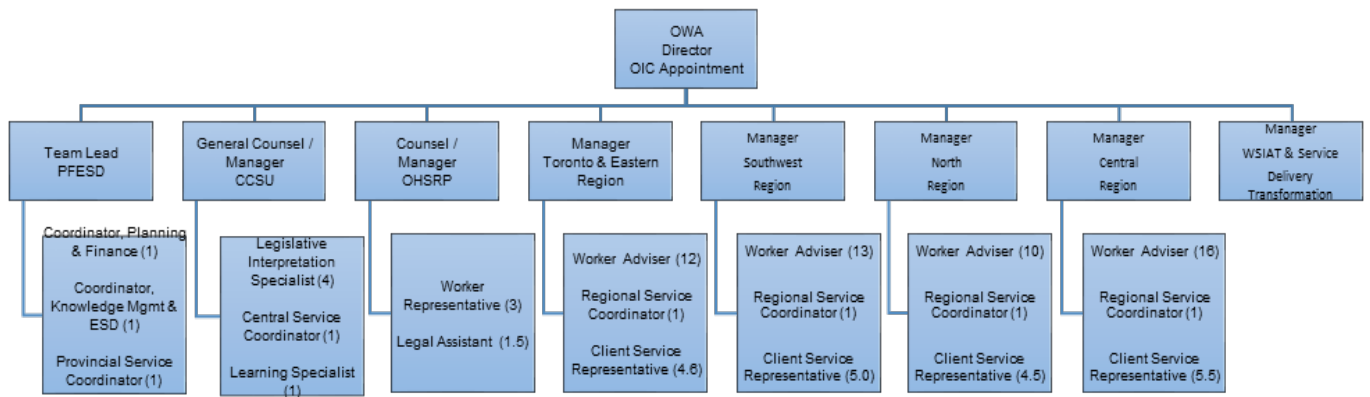 OWA
Director
OIC Appointment
Team Lead
PFESD
General Counsel /
Manager
CCSU
Counsel /
Manager
OHSRP
Manager
Toronto & Eastern
Region
Manager
Southwest
Region
Manager
North
Region
Manager
Central
Region
Manager
WSIAT & Service
Delivery
Transformation
Coordinator, Planning
& Finance (1)
Coordinator,
Knowledge Mgmt &
ESD (1)
Provincial Service
Coordinator (1)
Legislative
Interpretation
Specialist (4)
Central Service
Coordinator (1)
Learning Specialist
(1)
Worker
Representative (3)
Legal Assistant (1.5)
Worker Adviser (12)
Regional Service
Coordinator (1)
Client Service
Representative (4.6)
Worker Adviser (13)
Regional Service
Coordinator (1)
Client Service
Representative (5.0)
Worker Adviser (10)
Regional Service
Coordinator (1)
Client Service
Representative (4.5)
Worker Adviser (16)
Regional Service
Coordinator (1)
Client Service
Representative (5.5)